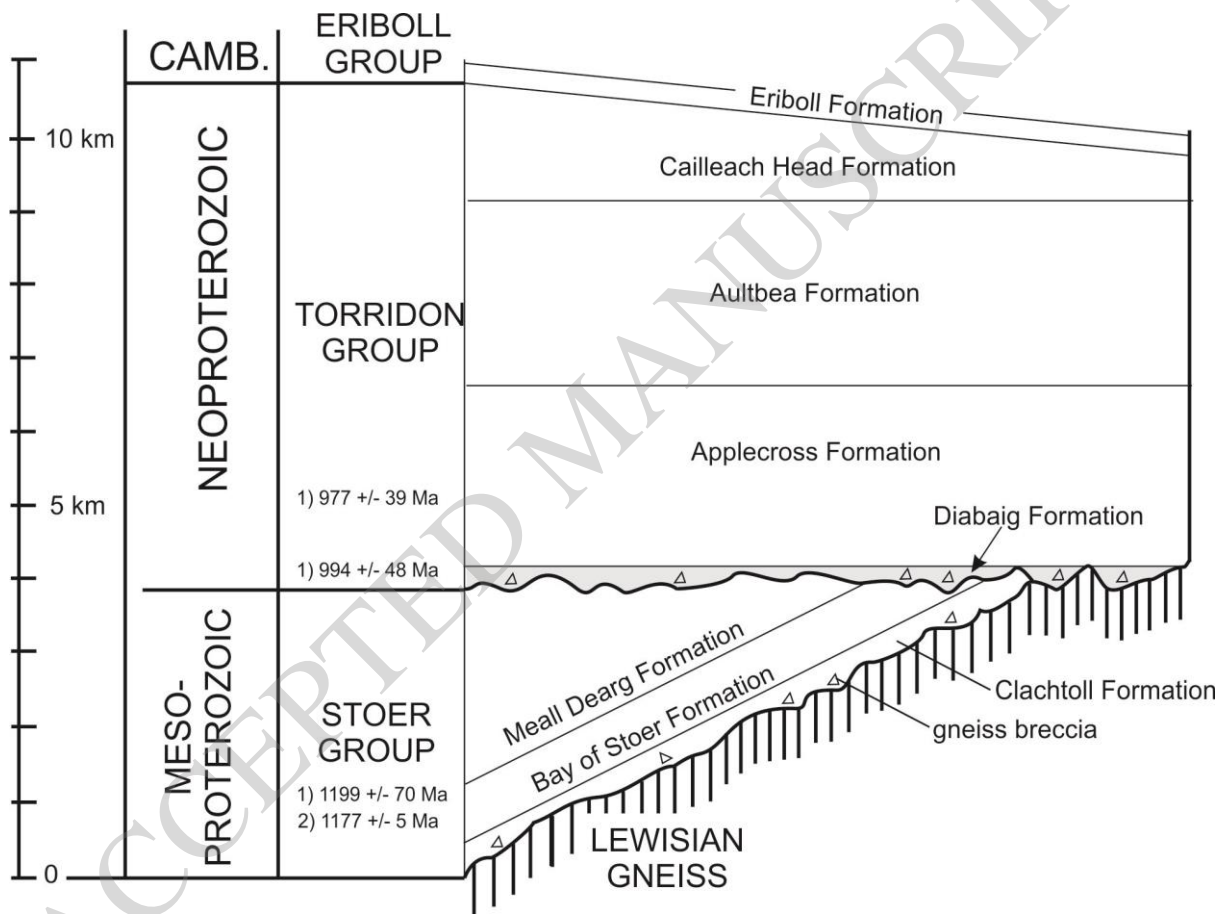 ERIBOLL
GROUP
CAMB.
Eriboll Formation
10 km
Cailleach Head Formation
NEOPROTEROZOIC
Aultbea Formation
TORRIDON
GROUP
Applecross Formation
1) 977 +/- 39 Ma
5 km
Diabaig Formation
1) 994 +/- 48 Ma
MESO-
PROTEROZOIC
Meall Dearg Formation
Clachtoll Formation
STOER
GROUP
Bay of Stoer Formation
gneiss breccia
1) 1199 +/- 70 Ma
2) 1177 +/- 5 Ma
LEWISIAN
GNEISS
0
ACCEPTED MANUSCRI